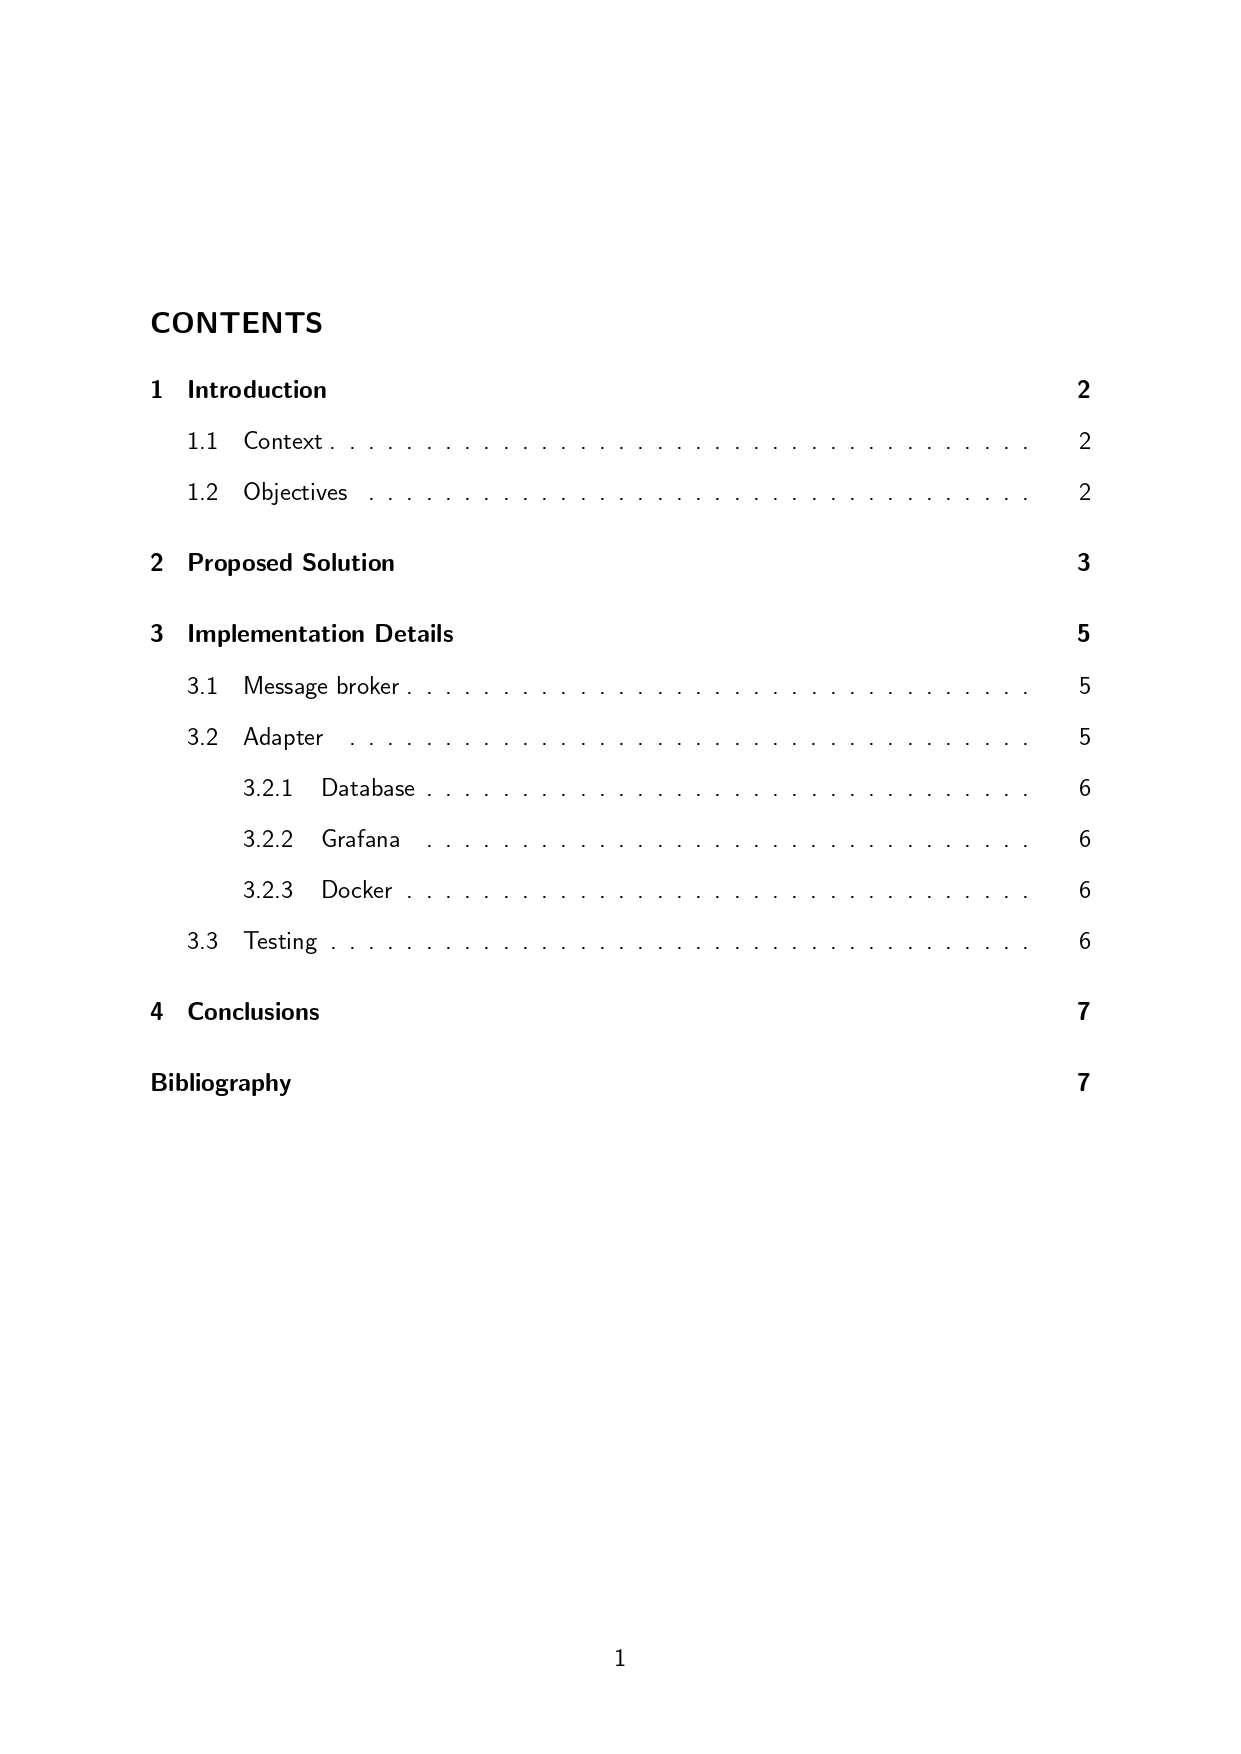 CONTENTS
1 Introduction 2
1.1 Context . . . . . . . . . . . . . . . . . . . . . . . . . . . . . . . . . . . . . 2
1.2 Objectives . . . . . . . . . . . . . . . . . . . . . . . . . . . . . . . . . . . 2
2 Proposed Solution 3
3 Implementation Details 5
3.1 Message broker . . . . . . . . . . . . . . . . . . . . . . . . . . . . . . . . . 5
3.2 Adapter . . . . . . . . . . . . . . . . . . . . . . . . . . . . . . . . . . . . 5
3.2.1 Database . . . . . . . . . . . . . . . . . . . . . . . . . . . . . . . . 6
3.2.2 Grafana . . . . . . . . . . . . . . . . . . . . . . . . . . . . . . . . 6
3.2.3 Docker . . . . . . . . . . . . . . . . . . . . . . . . . . . . . . . . . 6
3.3 Testing . . . . . . . . . . . . . . . . . . . . . . . . . . . . . . . . . . . . . 6
4 Conclusions 7
Bibliography 7
1